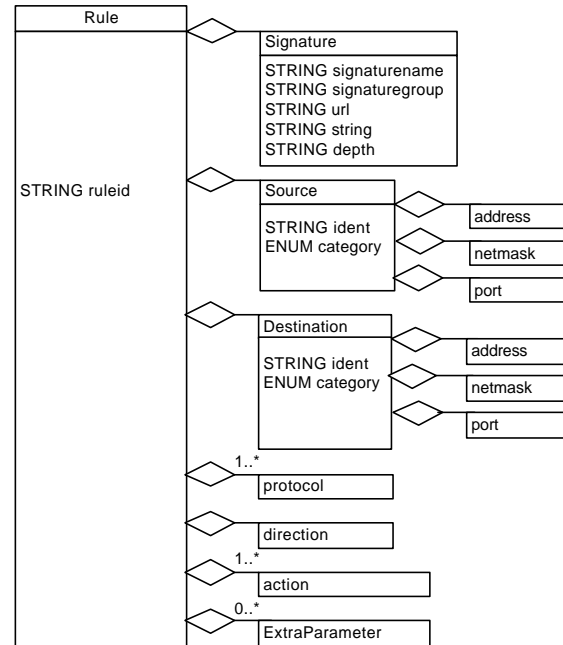 Rule
STRING ruleid
Signature
STRING signaturename
STRING signaturegroup
STRING url
STRING string
STRING depth
Source
STRING ident
ENUM category
address
netmask
port
Destination
STRING ident
ENUM category
address
netmask
port
1..*
protocol
direction
1..*
action
0..*
ExtraParameter